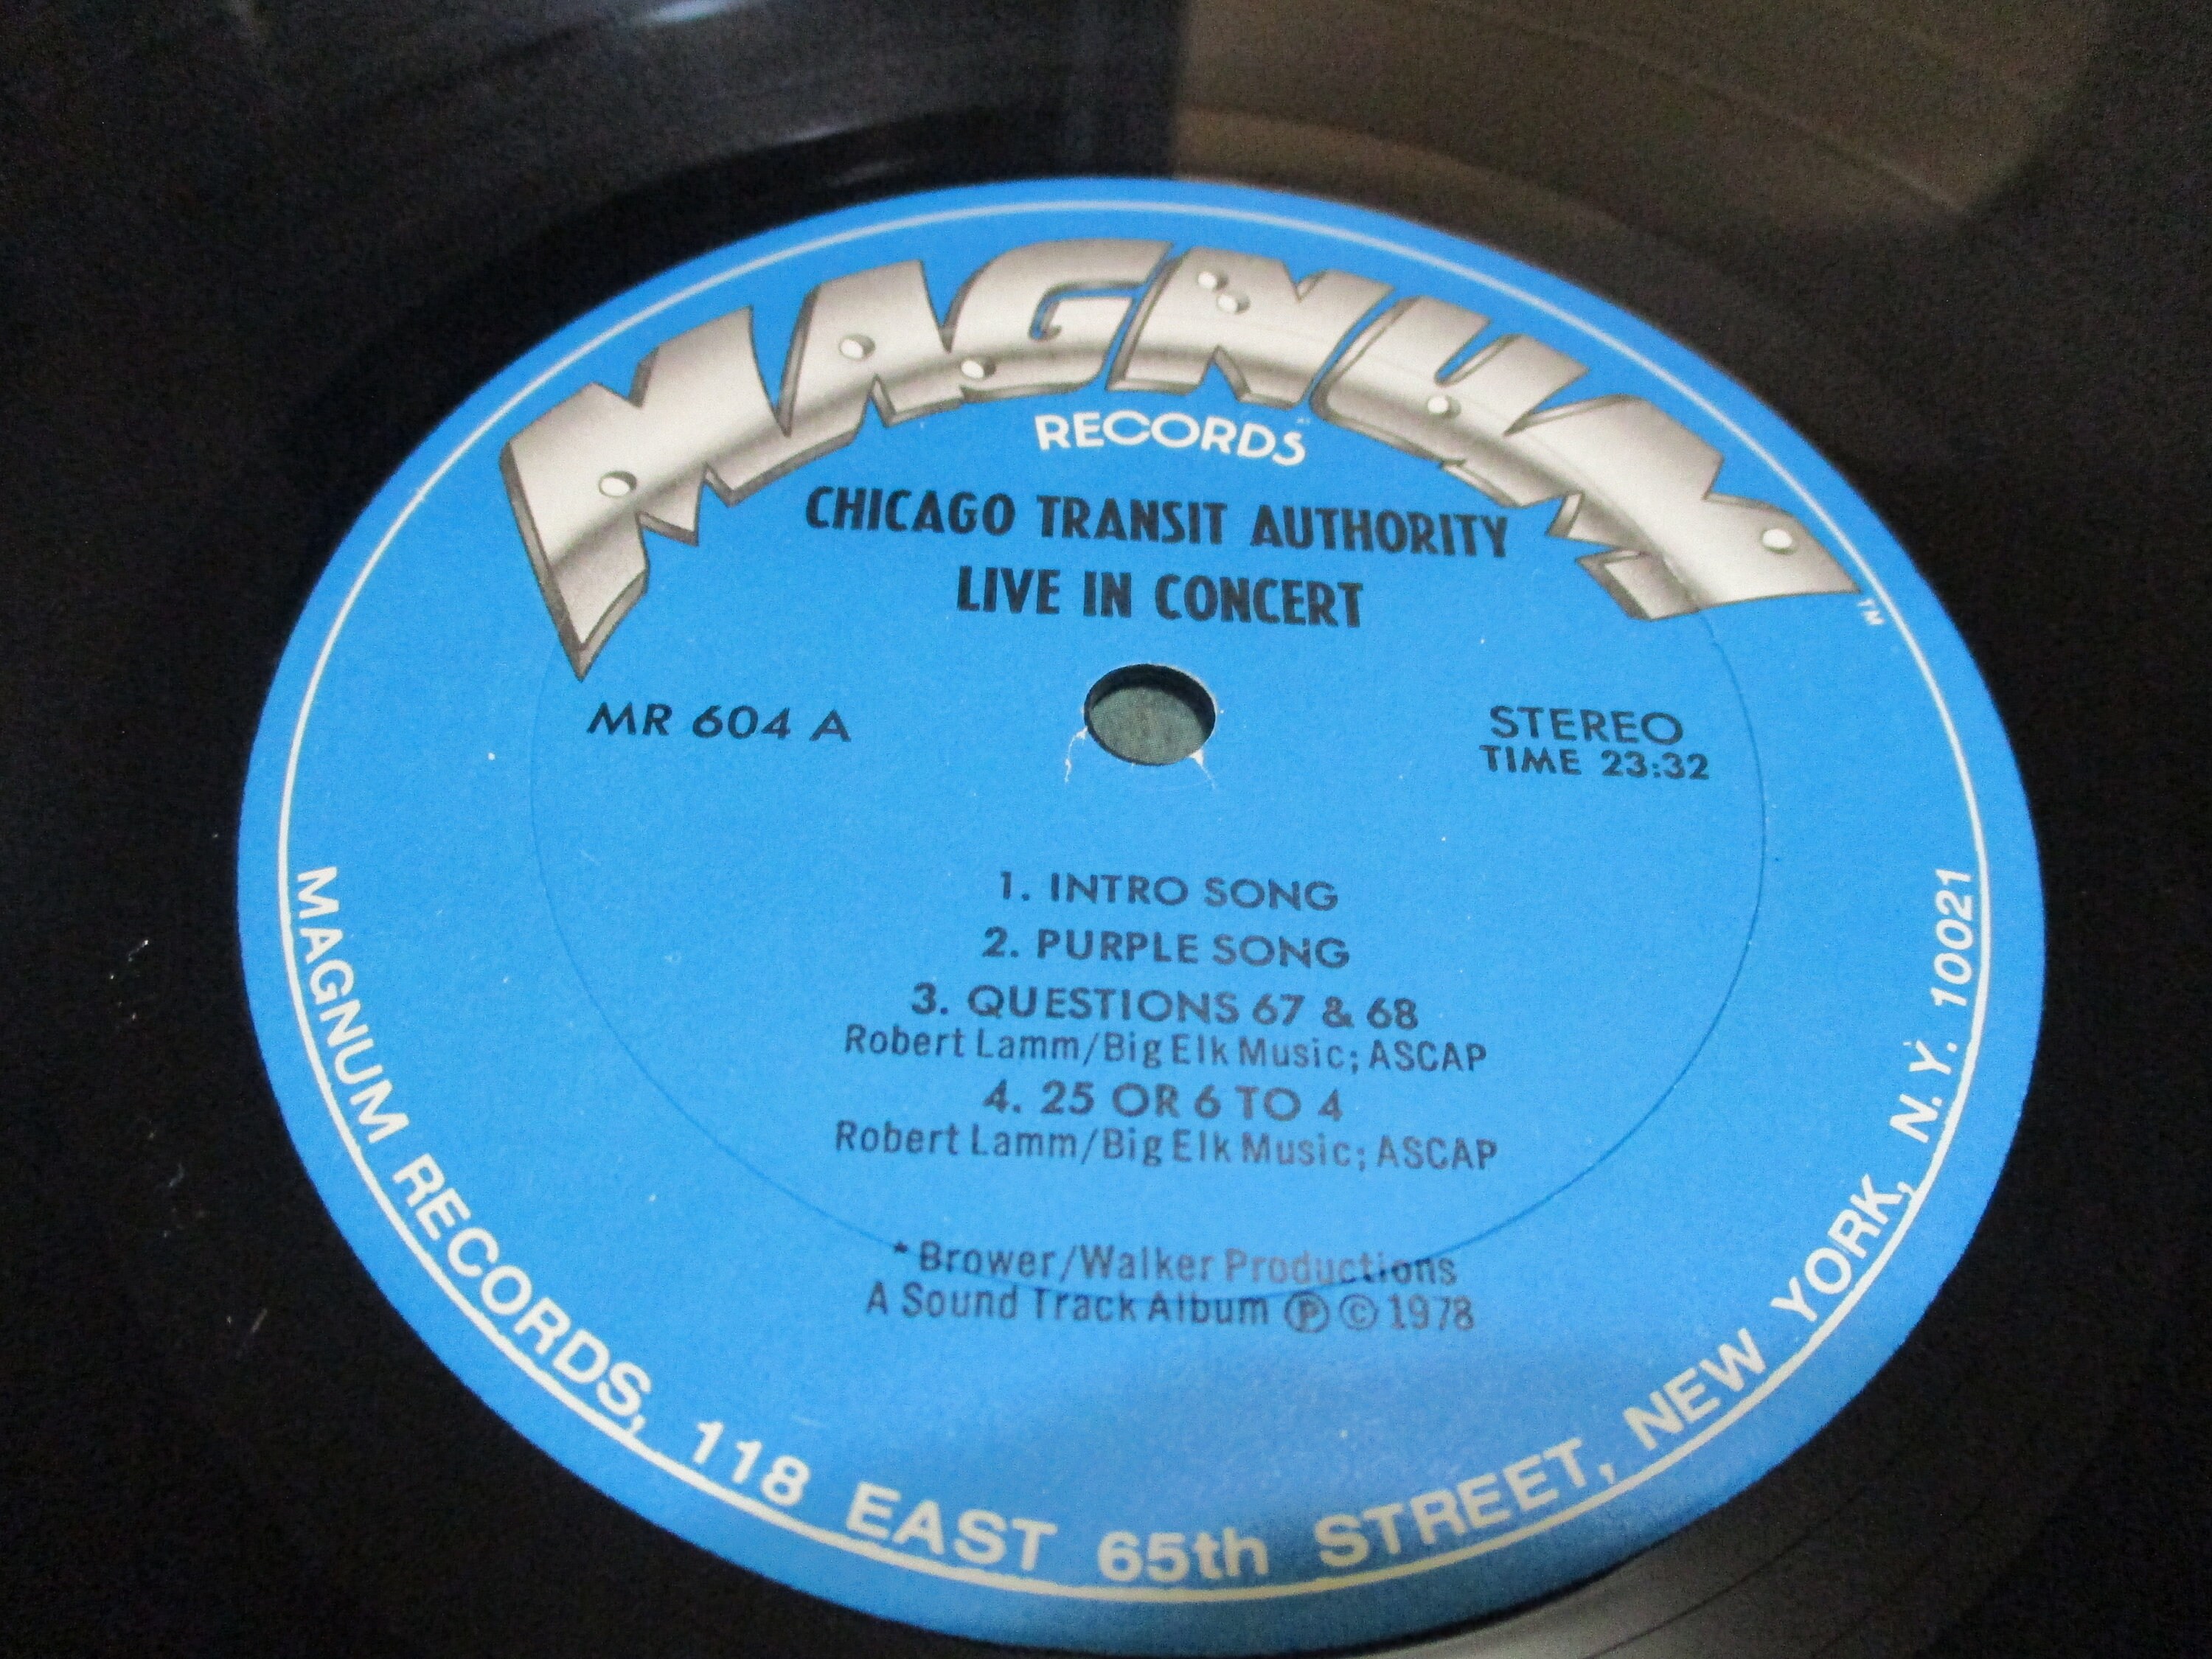 MAGNUM
TM
RECORDS
CHICAGO TRANSIT AUTHORITY
LIVE IN CONCERT
MR 604 A
STEREO
TIME 23:32
1. INTRO SONG
2. PURPLE SONG
3. QUESTIONS 67 & 68
Robert Lamm/Big Elk Music; ASCAP
4. 25 OR 6 TO 4
Robert Lamm/Big Elk Music; ASCAP
* Brower/Walker Productions
A Sound Track Album Ⓟ © 1978
MAGNUM RECORDS, 118 EAST 65th STREET, NEW YORK, N.Y. 10021